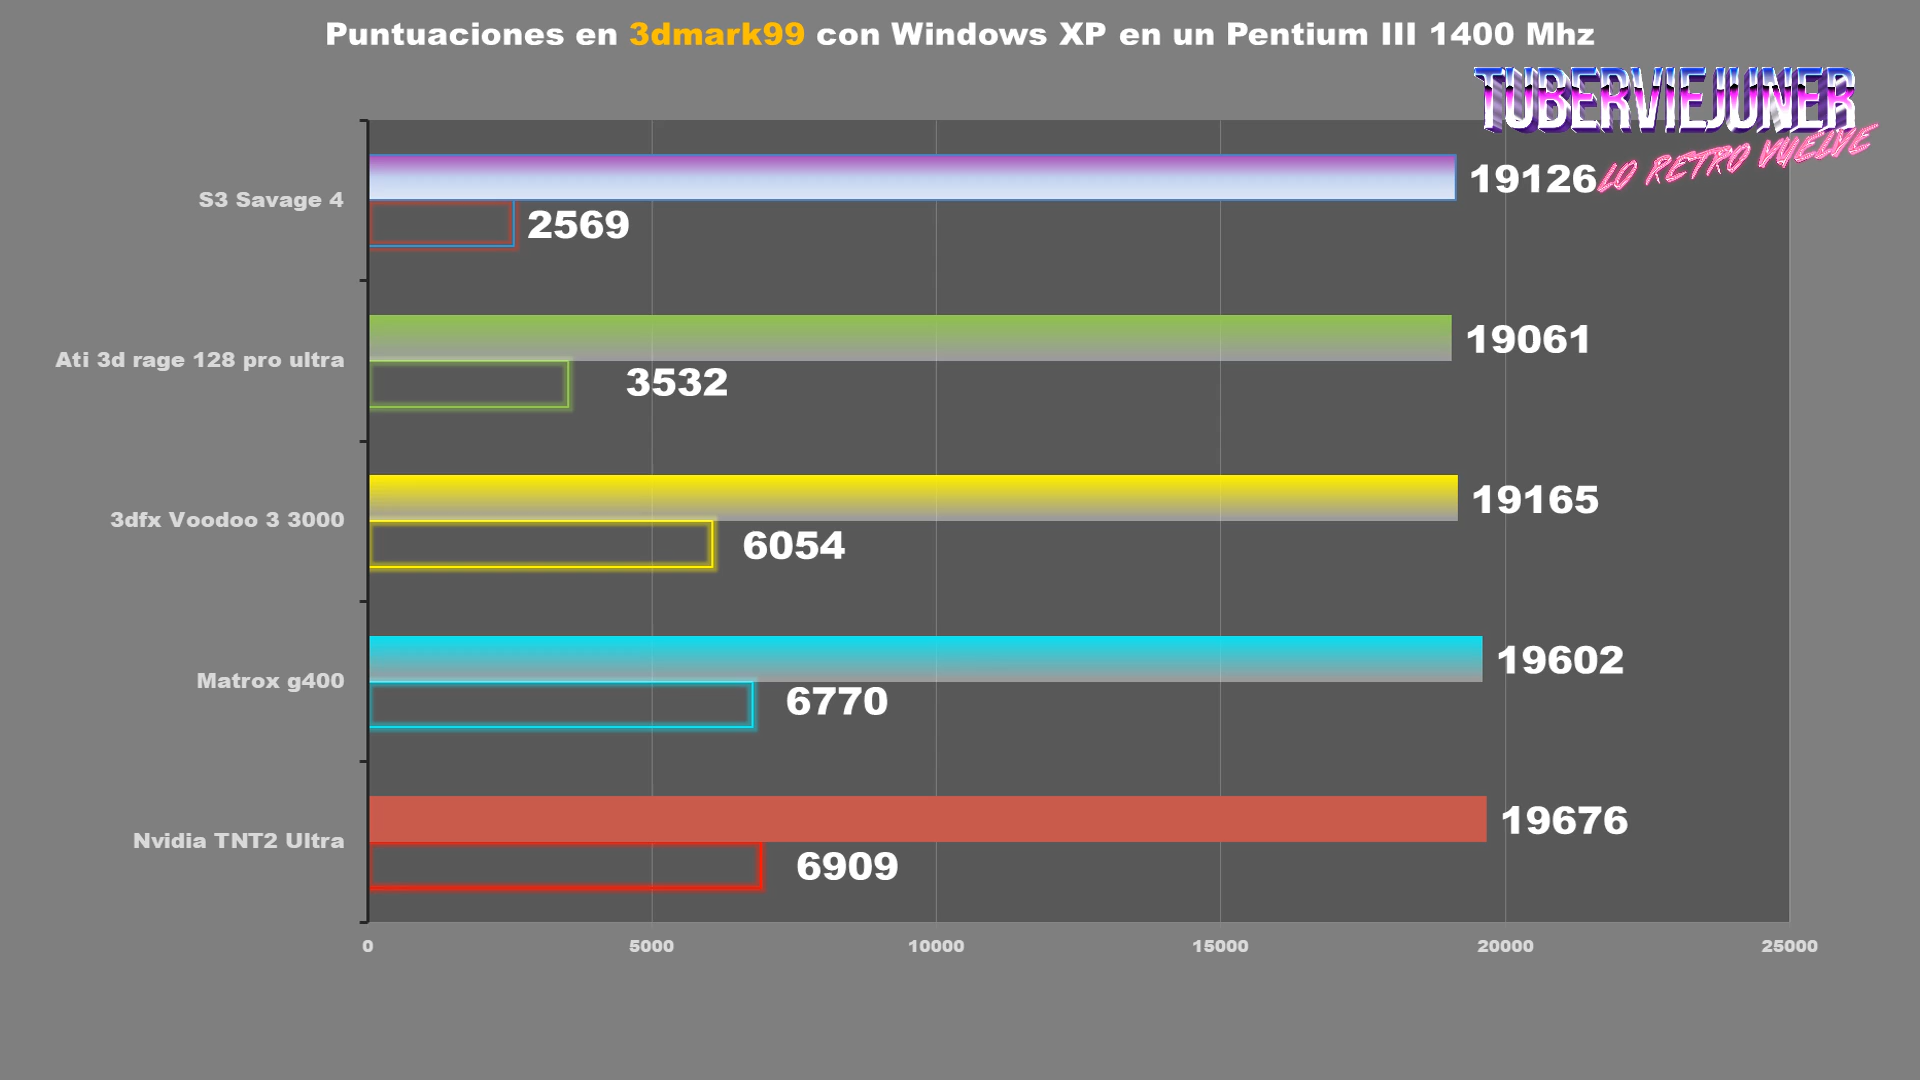 Puntuaciones en 3dmark99 con Windows XP en un Pentium III 1400 Mhz
TUBERVIEJUNER
LO RETRO VUELVE
S3 Savage 4
19126
2569
Ati 3d rage 128 pro ultra
19061
3532
3dfx Voodoo 3 3000
19165
6054
Matrox g400
19602
6770
Nvidia TNT2 Ultra
19676
6909
0 5000 10000 15000 20000 25000